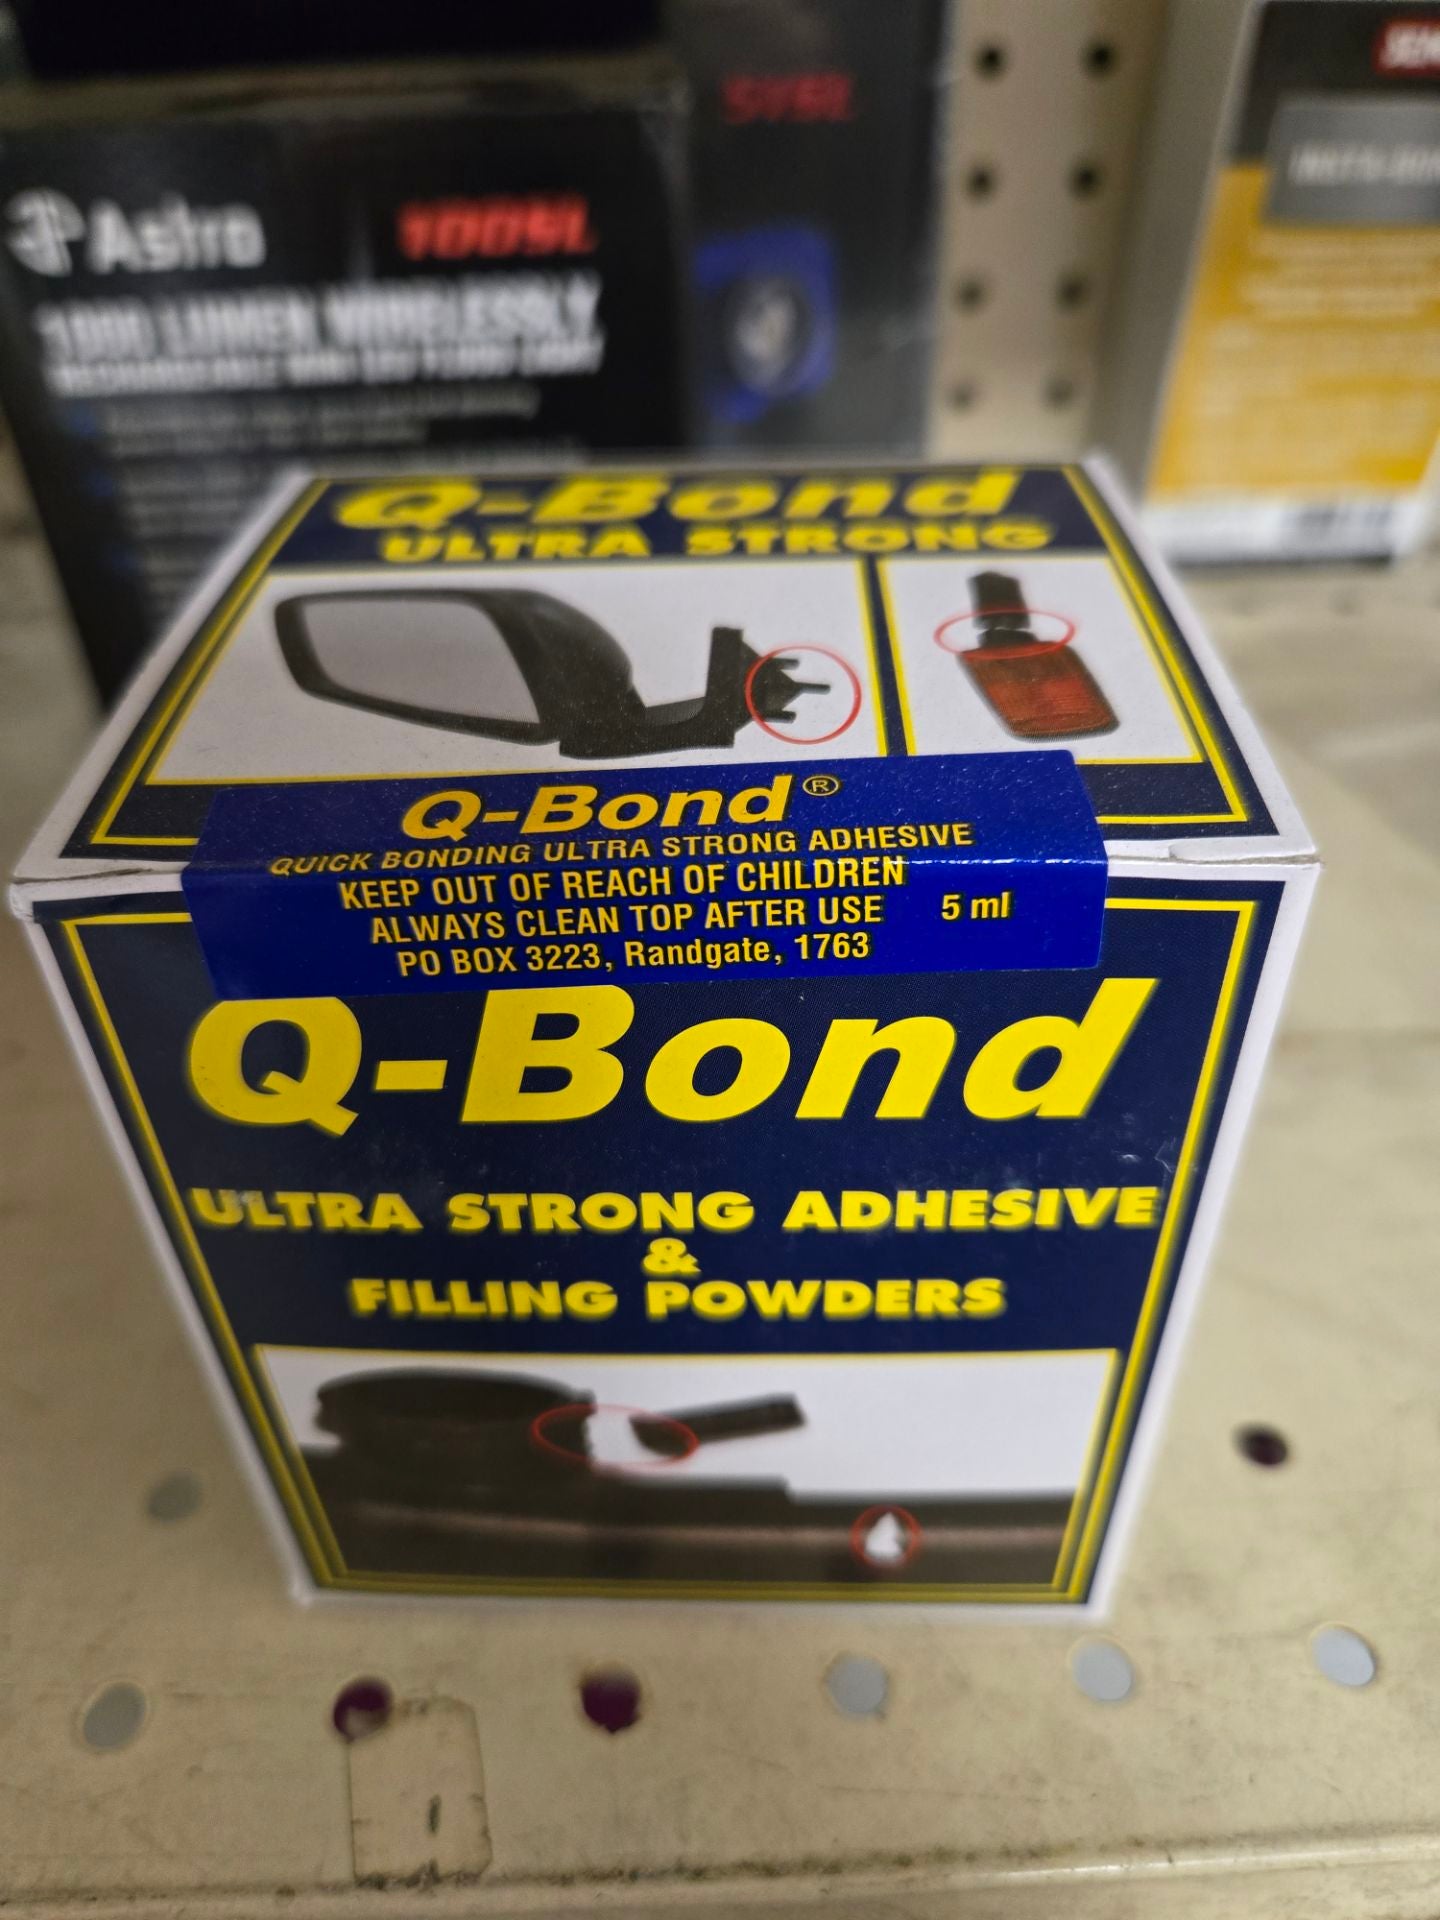 Astro
1000 LUMEN WIRELESSLY
Q-Bond
ULTRA STRONG
Q-Bond®
QUICK BONDING ULTRA STRONG ADHESIVE
KEEP OUT OF REACH OF CHILDREN
ALWAYS CLEAN TOP AFTER USE
5 ml
PO BOX 3223, Randgate, 1763
Q-Bond
ULTRA STRONG ADHESIVE
&
FILLING POWDERS